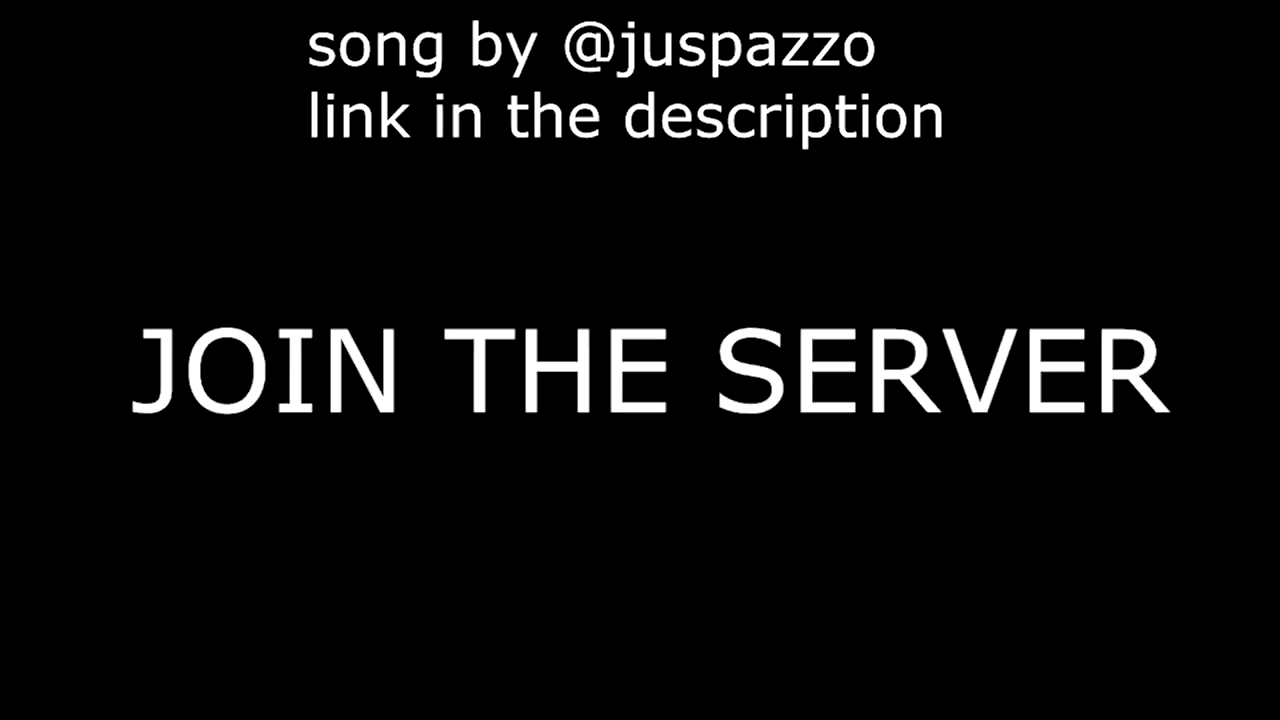 song by @juspazzo
link in the description
JOIN THE SERVER